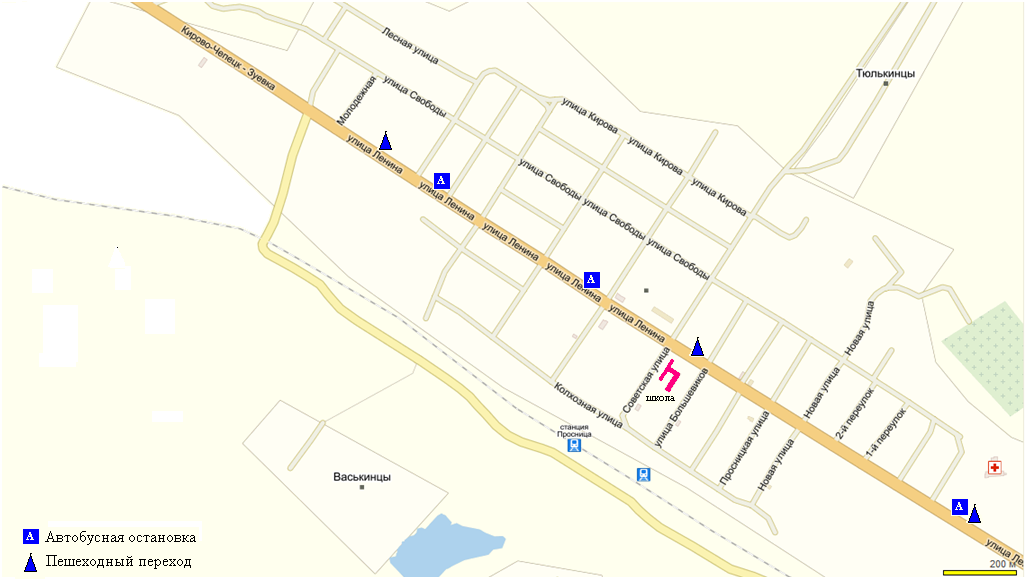 Лесная улица
Кирово-Чепецк - Зуевка
Молодежная
улица Свободы
Тюлькинцы
улица Кирова
улица Кирова
улица Кирова
улица Ленина
А
улица Ленина
улица Свободы
улица Свободы
улица Свободы
улица Ленина
улица Ленина
А
улица Ленина
Новая улица
Советская улица
школа
улица Большевиков
Колхозная улица
станция
Просница
Новая улица
2-й переулок
1-й переулок
Просницкая улица
Новая улица
Васькинцы
А
улица Ле
А Автобусная остановка
Пешеходный переход
200 м